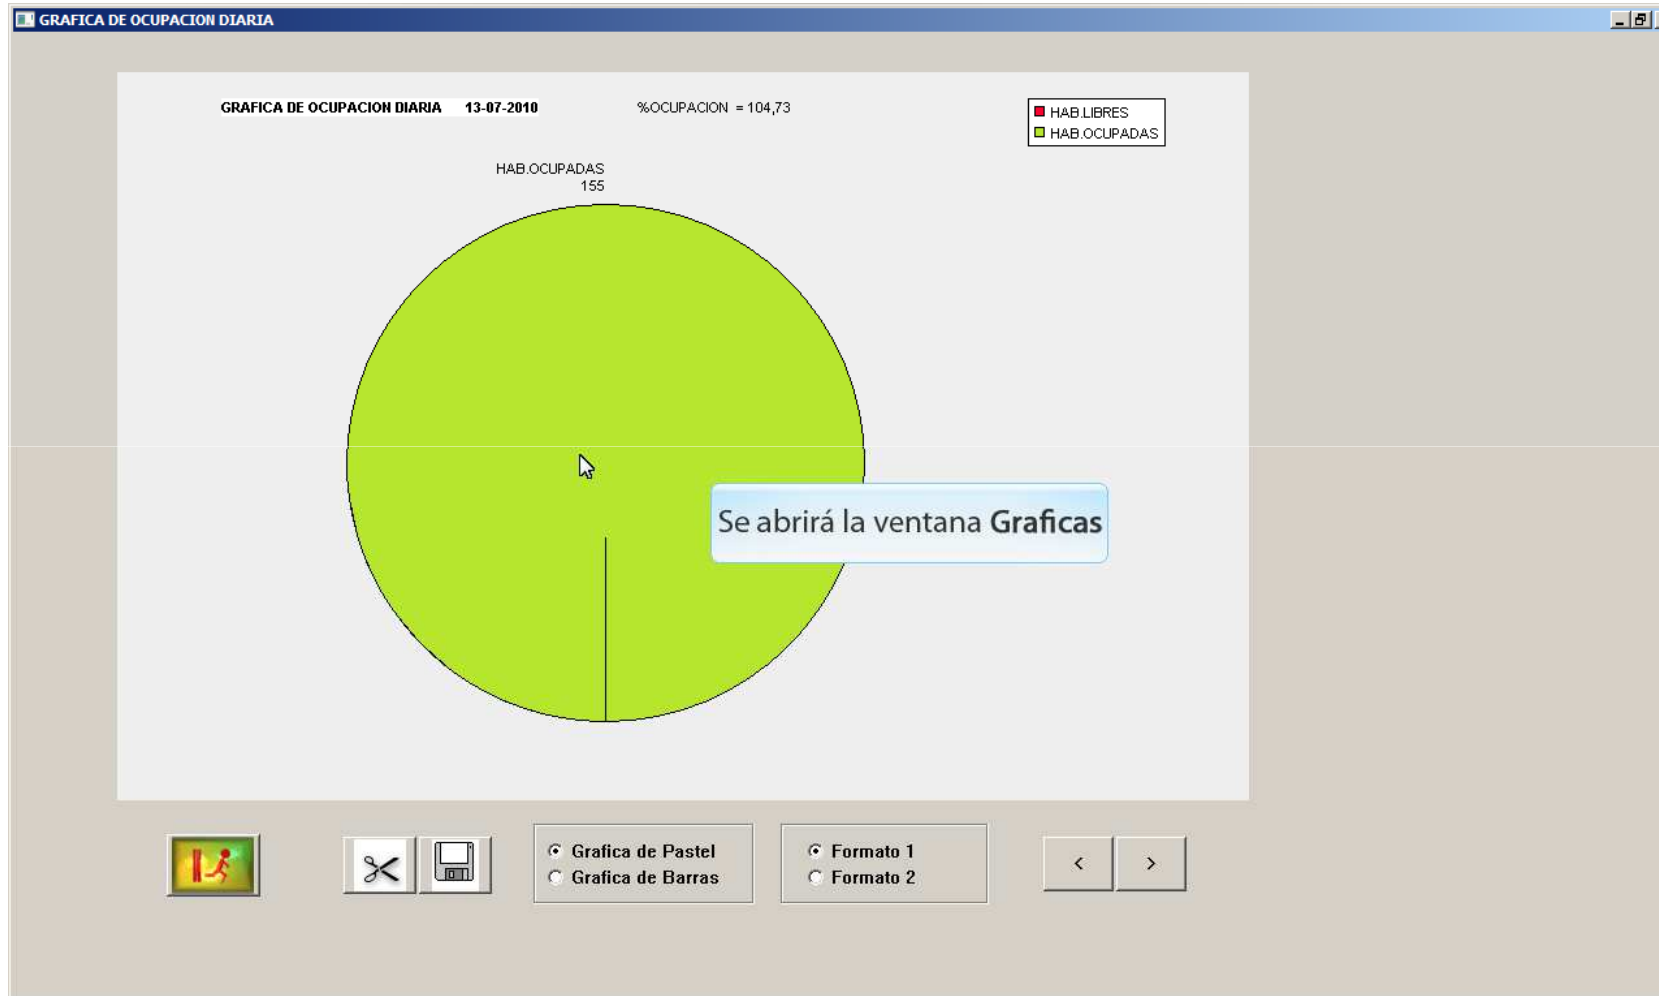 GRAFICA DE OCUPACION DIARIA
GRAFICA DE OCUPACION DIARIA 13-07-2010 %OCUPACION = 104,73
HAB.LIBRES
HAB.OCUPADAS
HAB.OCUPADAS
155
Se abrirá la ventana Graficas
Grafica de Pastel
Grafica de Barras
Formato 1
Formato 2
< >